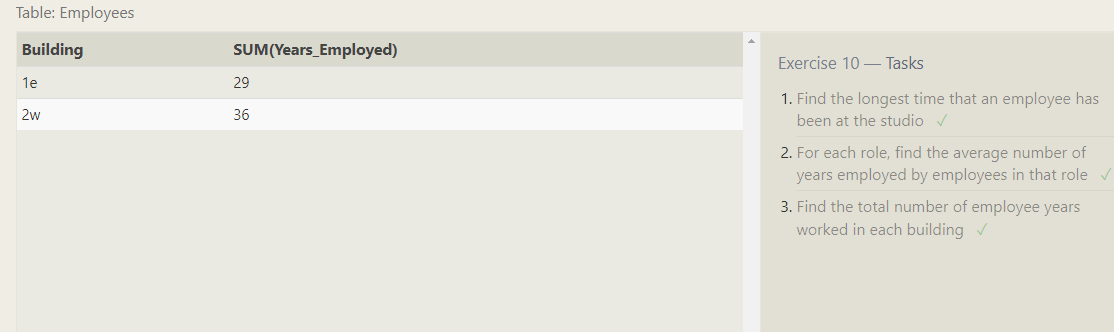 Table: Employees
Building SUM(Years_Employed)
1e 29
2w 36
Exercise 10 — Tasks
1. Find the longest time that an employee has
been at the studio ✓
2. For each role, find the average number of
years employed by employees in that role ✓
3. Find the total number of employee years
worked in each building ✓